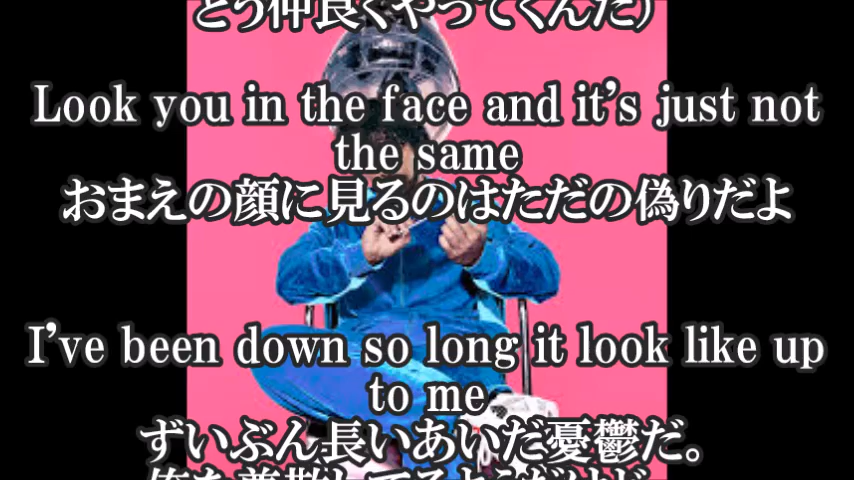 どう仲良くやってくんだ)
Look you in the face and it's just not
the same
おまえの顔に見るのはただの偽りだよ
I've been down so long it look like up
to me
ずいぶん長いあいだ憂鬱だ。